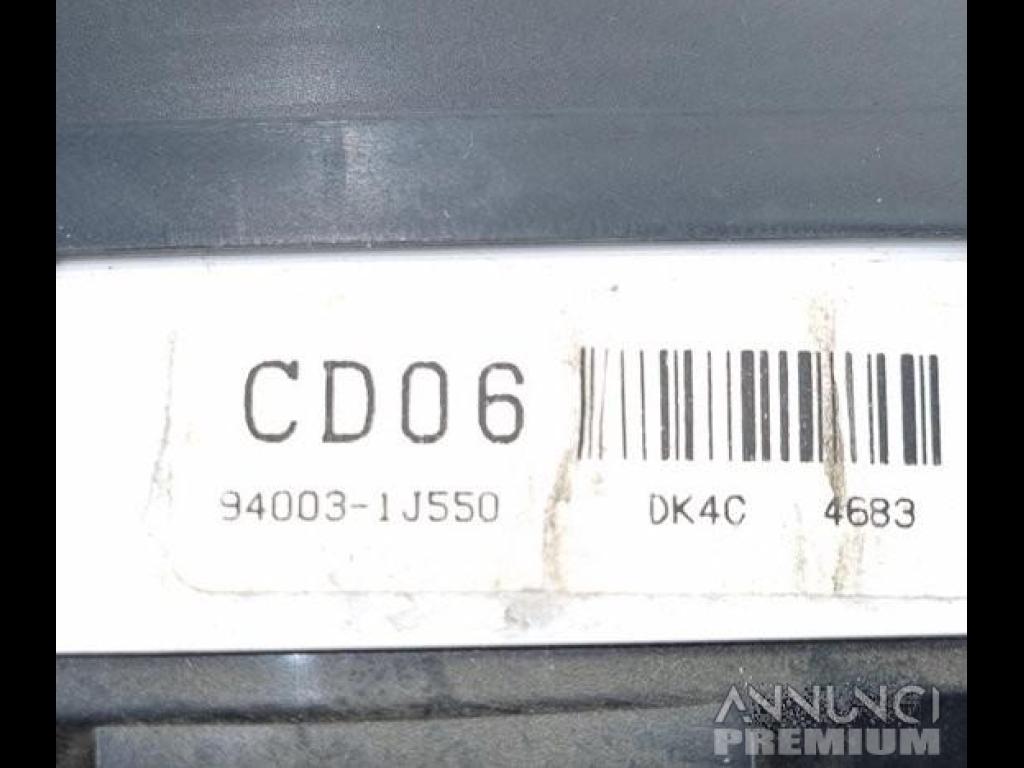 CD06
94003-1J550 DK4C 4683
ANNUNCI
PREMIUM